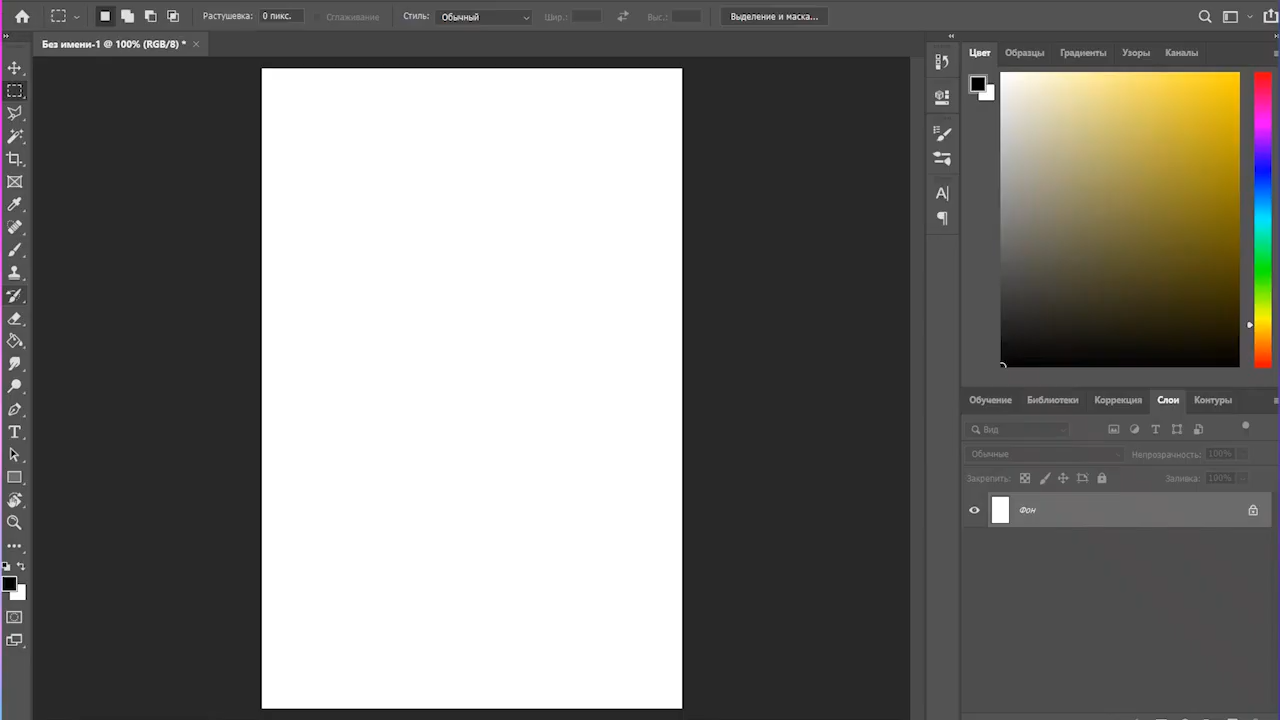 Растушевка: 0 пикс. Сглаживание Стиль: Обычный Шир.: Выс.: Выделение и маска...
Без имени-1 @ 100% (RGB/8) * ×
Цвет Образцы Градиенты Узоры Каналы
Обучение Библиотеки Коррекция Слои Контуры
Вид
Обычные Непрозрачность: 100%
Закрепить: Заливка: 100%
Фон